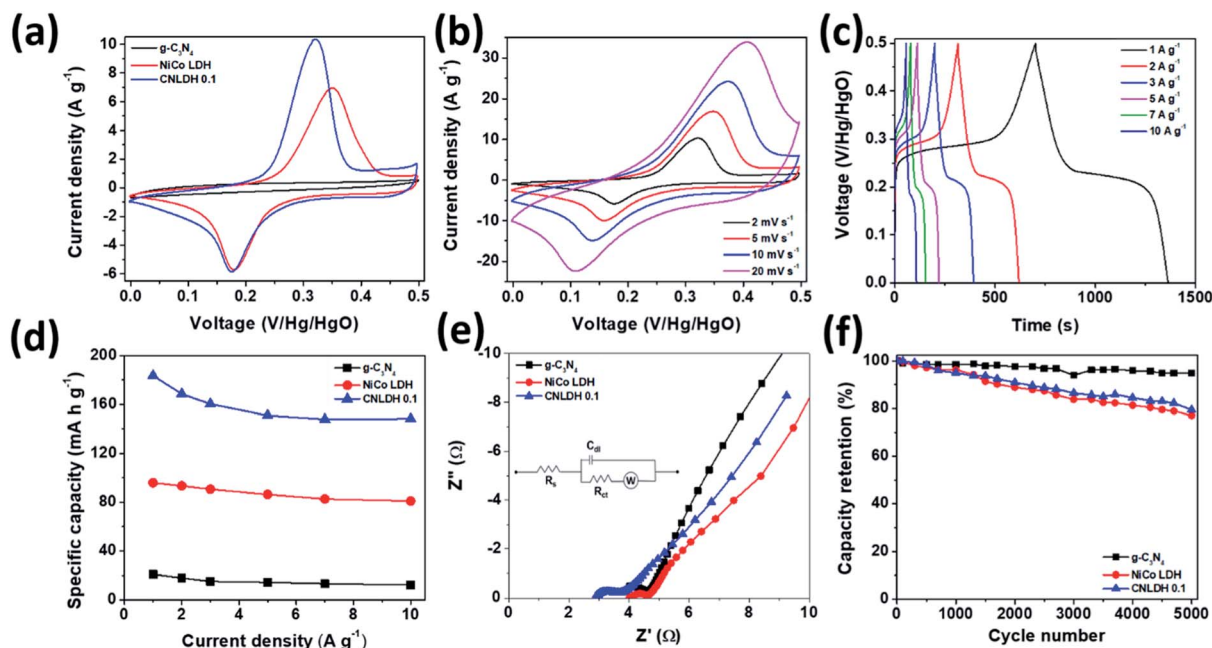 (a)
g-C₃N₄
NiCo LDH
CNLDH 0.1
Current density (A g⁻¹)
10
8
6
4
2
0
-2
-4
-6
0.0 0.1 0.2 0.3 0.4 0.5
Voltage (V/Hg/HgO)
(b)
Current density (A g⁻¹)
30
20
10
0
-10
-20
2 mV s⁻¹
5 mV s⁻¹
10 mV s⁻¹
20 mV s⁻¹
0.0 0.1 0.2 0.3 0.4 0.5
Voltage (V/Hg/HgO)
(c)
Voltage (V/Hg/HgO)
0.5
0.4
0.3
0.2
0.1
0.0
1 A g⁻¹
2 A g⁻¹
3 A g⁻¹
5 A g⁻¹
7 A g⁻¹
10 A g⁻¹
0 500 1000 1500
Time (s)
(d)
Specific capacity (mA h g⁻¹)
200
160
120
80
40
0
g-C₃N₄
NiCo LDH
CNLDH 0.1
0 2 4 6 8 10
Current density (A g⁻¹)
(e)
Z'' (Ω)
-10
-8
-6
-4
-2
0
g-C₃N₄
NiCo LDH
CNLDH 0.1
C_dl
R_s
R_ct
W
0 2 4 6 8 10
Z' (Ω)
(f)
Capacity retention (%)
100
80
60
40
20
0
g-C₃N₄
NiCo LDH
CNLDH 0.1
0 1000 2000 3000 4000 5000
Cycle number